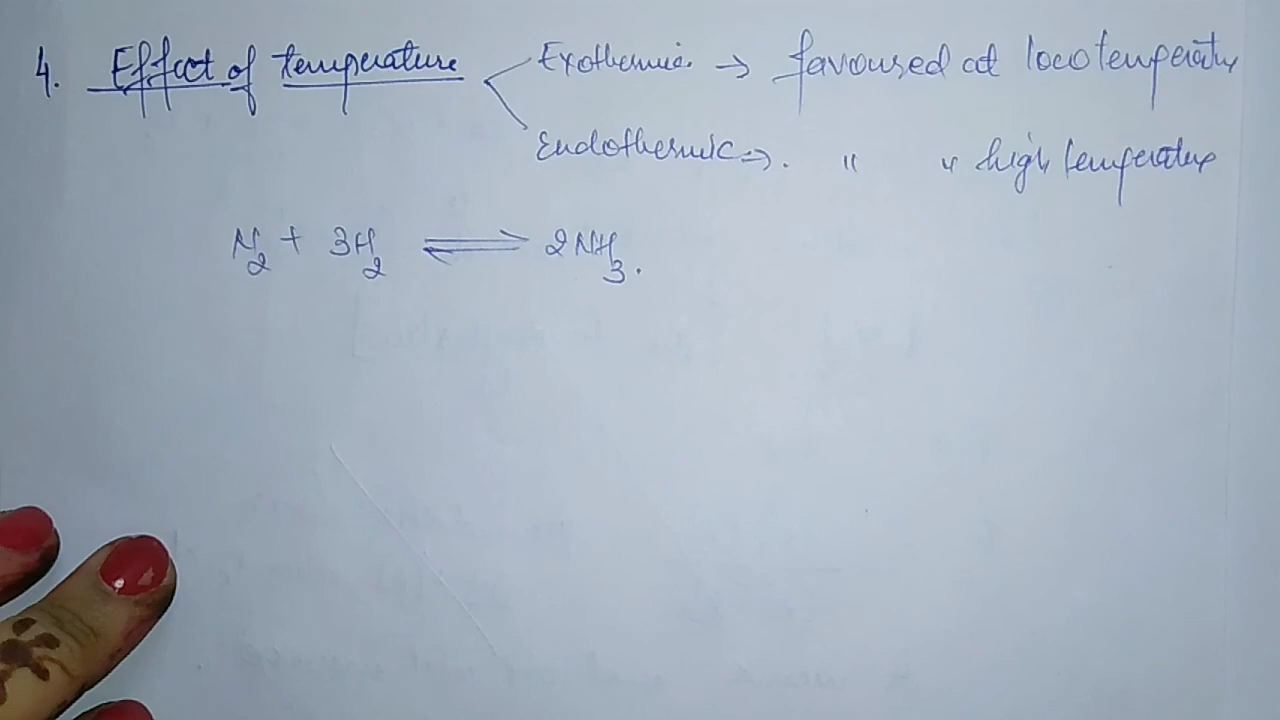 4. Effect of temperature Exothermic → favoured at low temperature
Endothermic → . " " high temperature
N₂ + 3H₂ ⇌ 2NH₃.